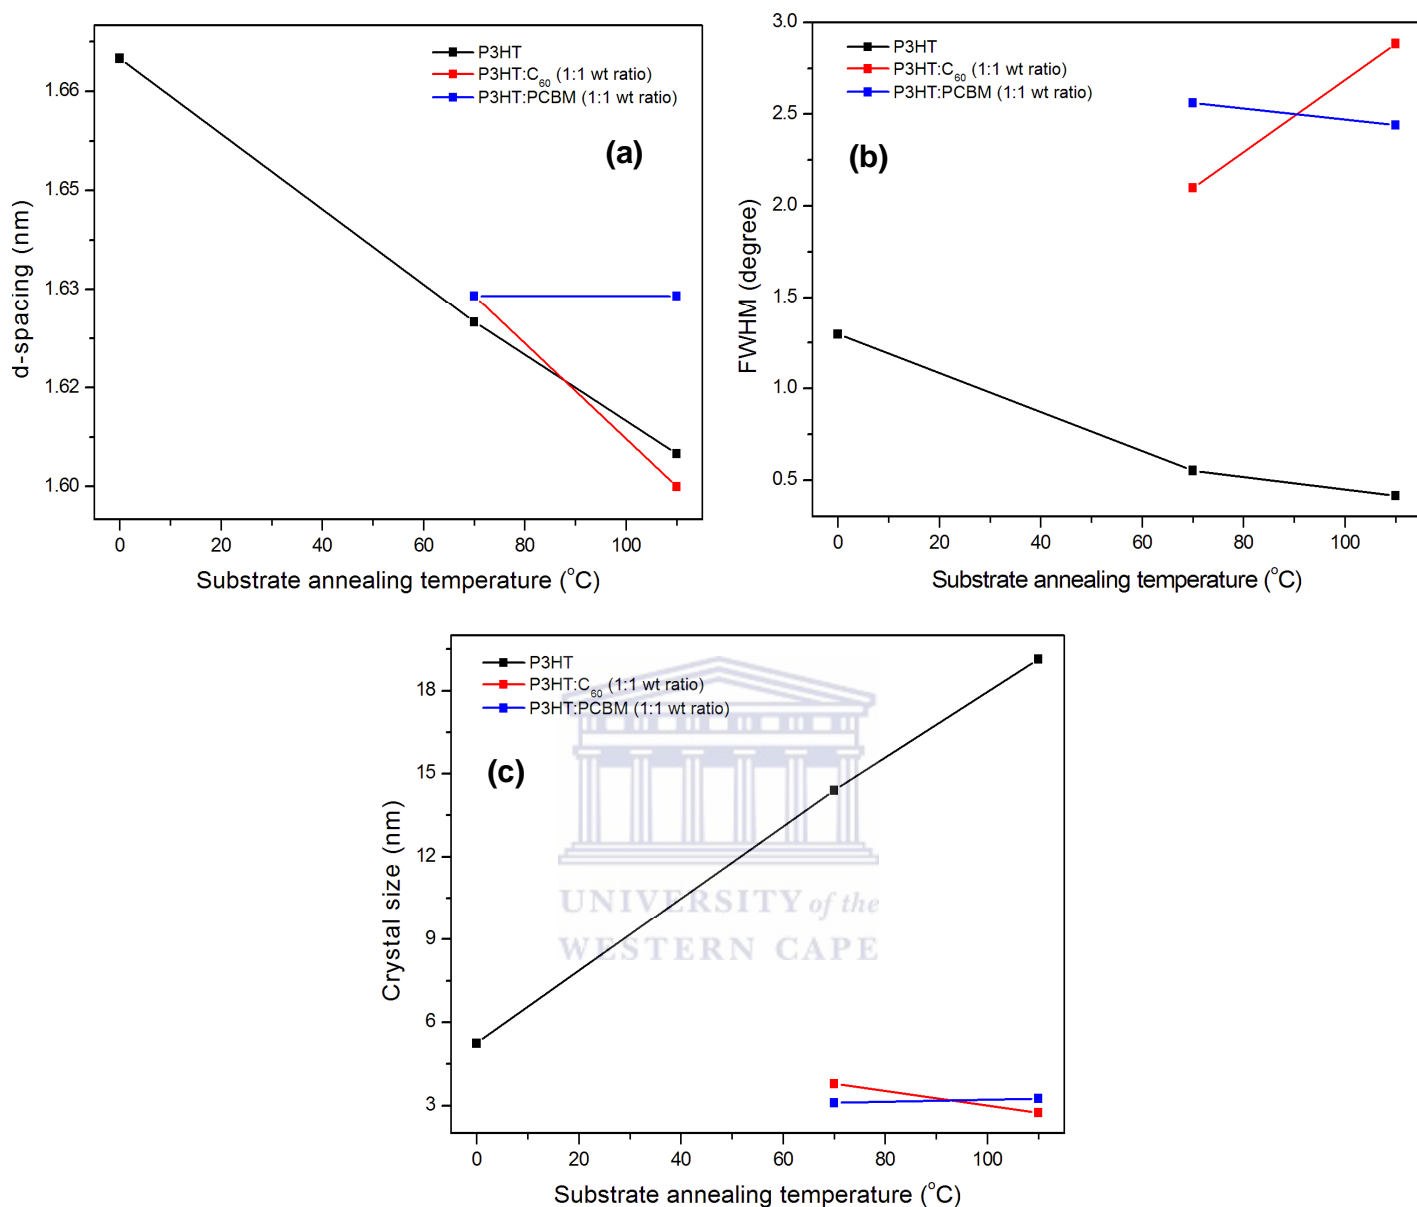 P3HT
P3HT:C60 (1:1 wt ratio)
P3HT:PCBM (1:1 wt ratio)
(a)
1.66
1.65
1.63
1.62
1.60
d-spacing (nm)
0 20 40 60 80 100
Substrate annealing temperature (°C)
P3HT
P3HT:C60 (1:1 wt ratio)
P3HT:PCBM (1:1 wt ratio)
(b)
3.0
2.5
2.0
1.5
1.0
0.5
FWHM (degree)
0 20 40 60 80 100
Substrate annealing temperature (°C)
P3HT
P3HT:C60 (1:1 wt ratio)
P3HT:PCBM (1:1 wt ratio)
(c)
18
15
12
9
6
3
Crystal size (nm)
UNIVERSITY of the
WESTERN CAPE
0 20 40 60 80 100
Substrate annealing temperature (°C)